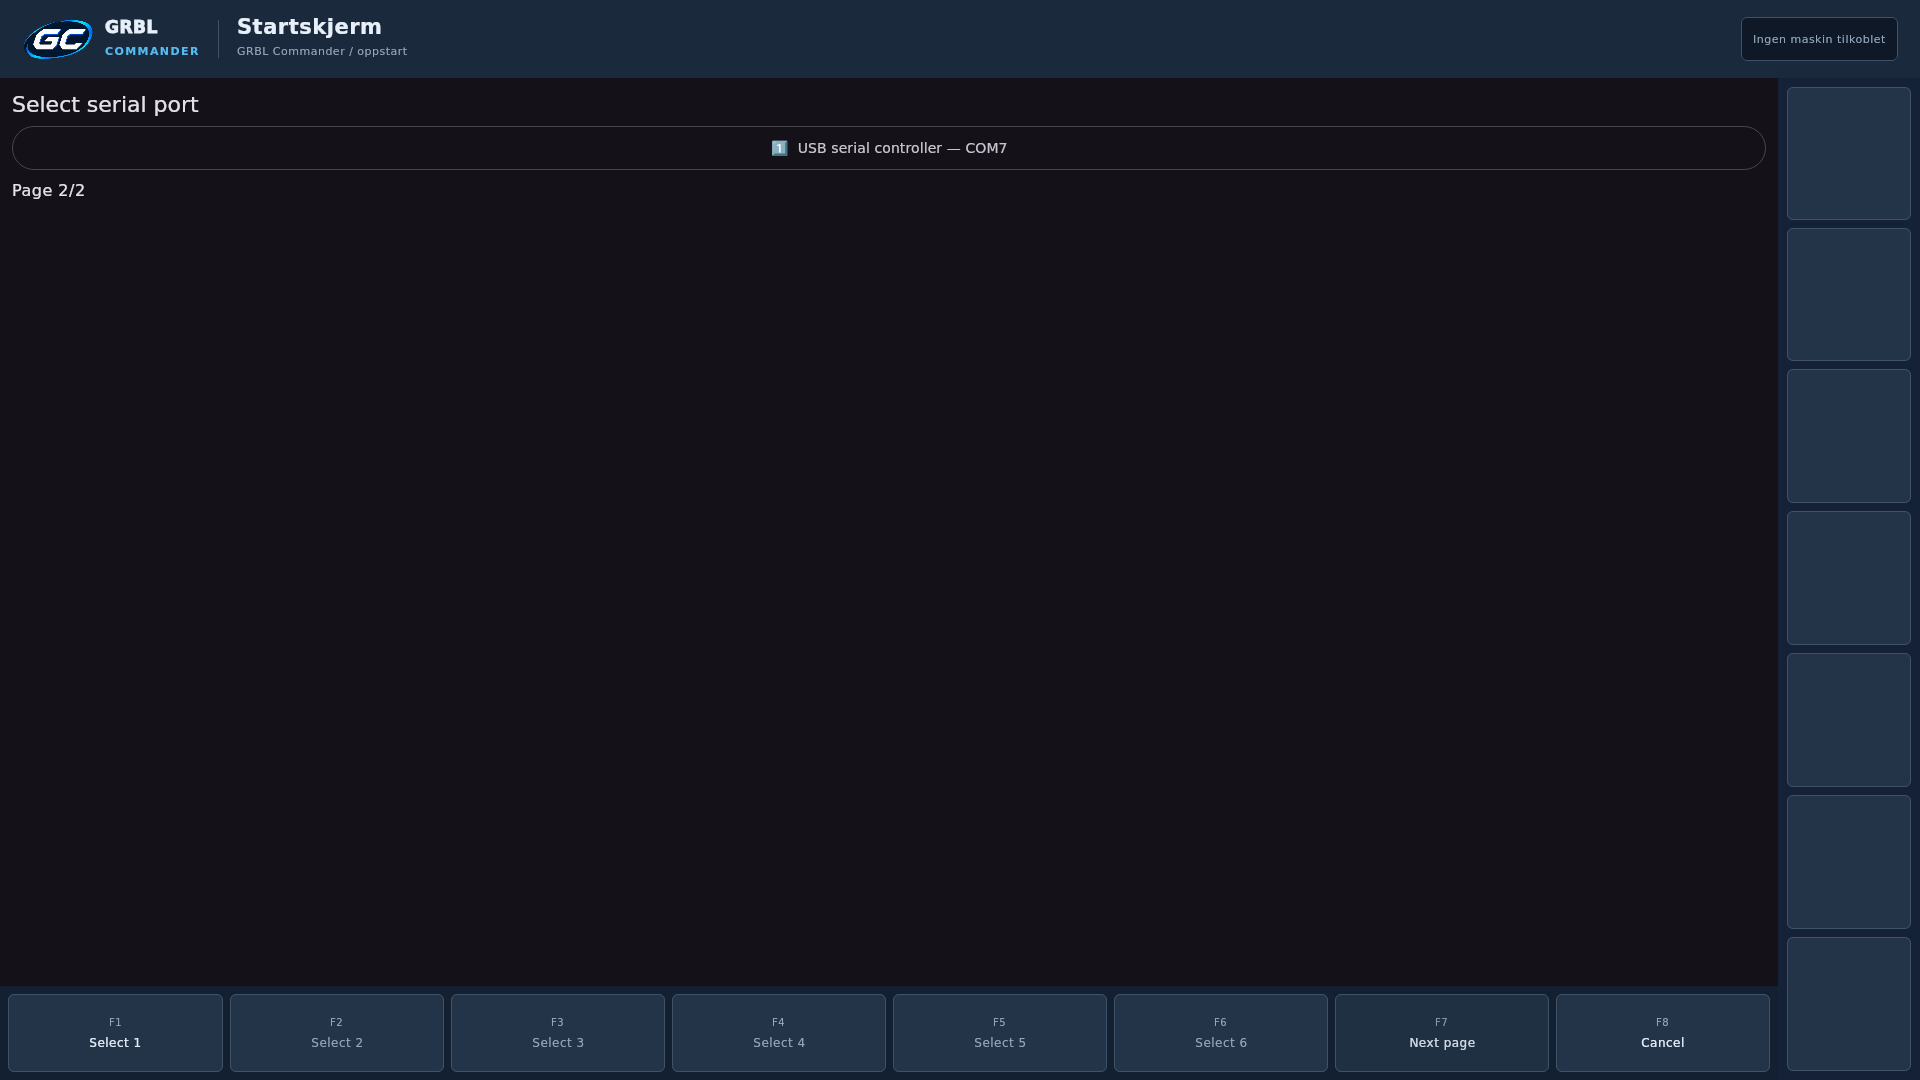 GC
GRBL
COMMANDER
Startskjerm
GRBL Commander / oppstart
Ingen maskin tilkoblet
Select serial port
1️⃣ USB serial controller — COM7
Page 2/2
F1
Select 1
F2
Select 2
F3
Select 3
F4
Select 4
F5
Select 5
F6
Select 6
F7
Next page
F8
Cancel